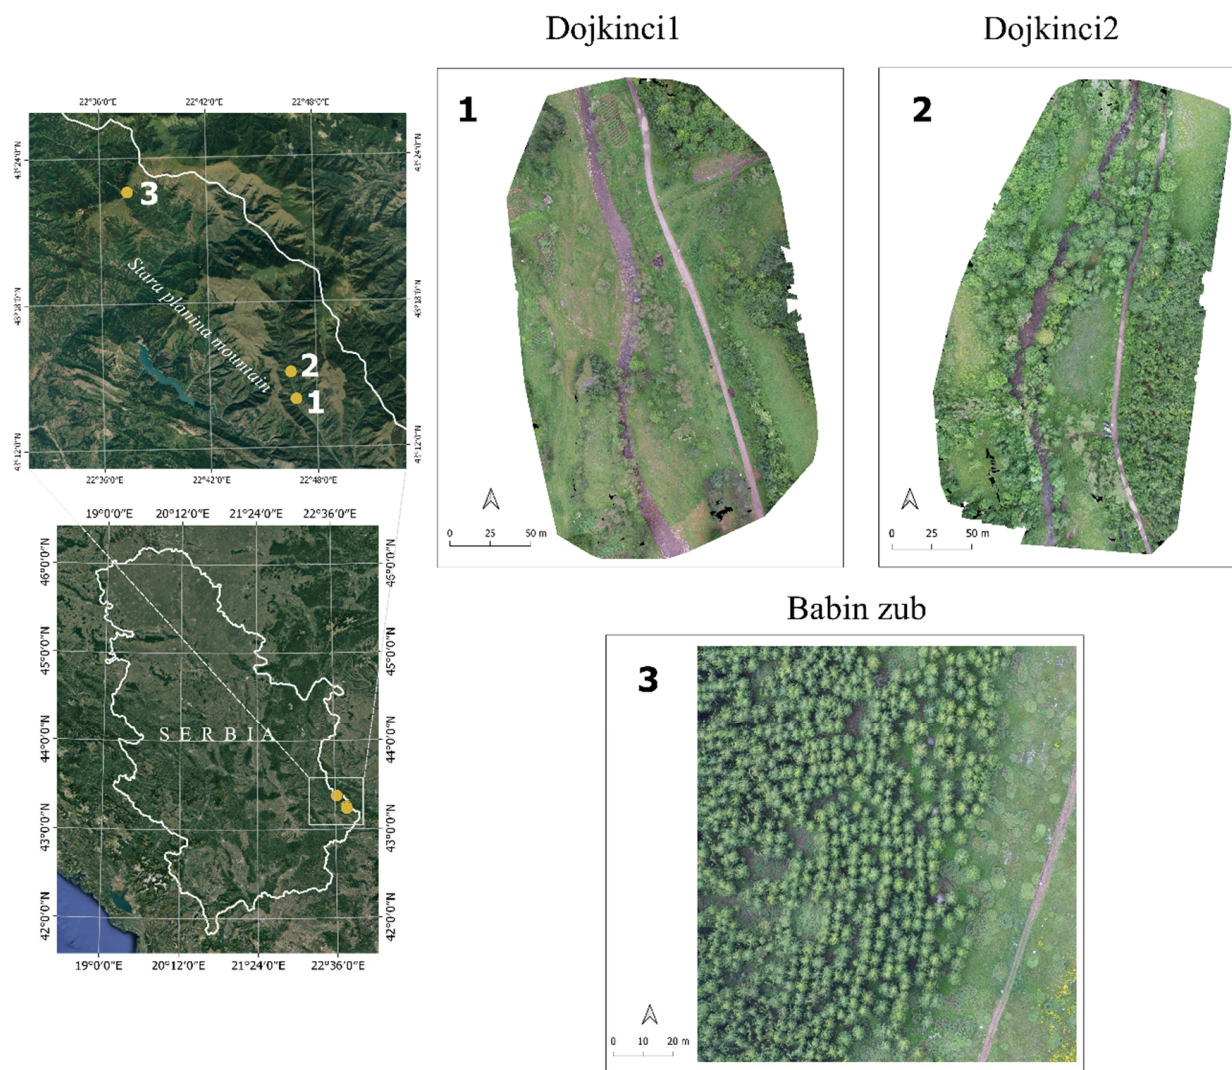 Dojkinci1
Dojkinci2
22°36'0"E 22°42'0"E 22°48'0"E
43°24'0"N 43°24'0"N
3
Stara planina mountain
43°18'0"N 43°18'0"N
2
1
43°12'0"N 43°12'0"N
22°36'0"E 22°42'0"E 22°48'0"E
1
0 25 50 m
2
0 25 50 m
19°0'0"E 20°12'0"E 21°24'0"E 22°36'0"E
46°0'0"N 46°0'0"N
45°0'0"N 45°0'0"N
SERBIA
44°0'0"N 44°0'0"N
43°0'0"N 43°0'0"N
42°0'0"N 42°0'0"N
19°0'0"E 20°12'0"E 21°24'0"E 22°36'0"E
Babin zub
3
0 10 20 m